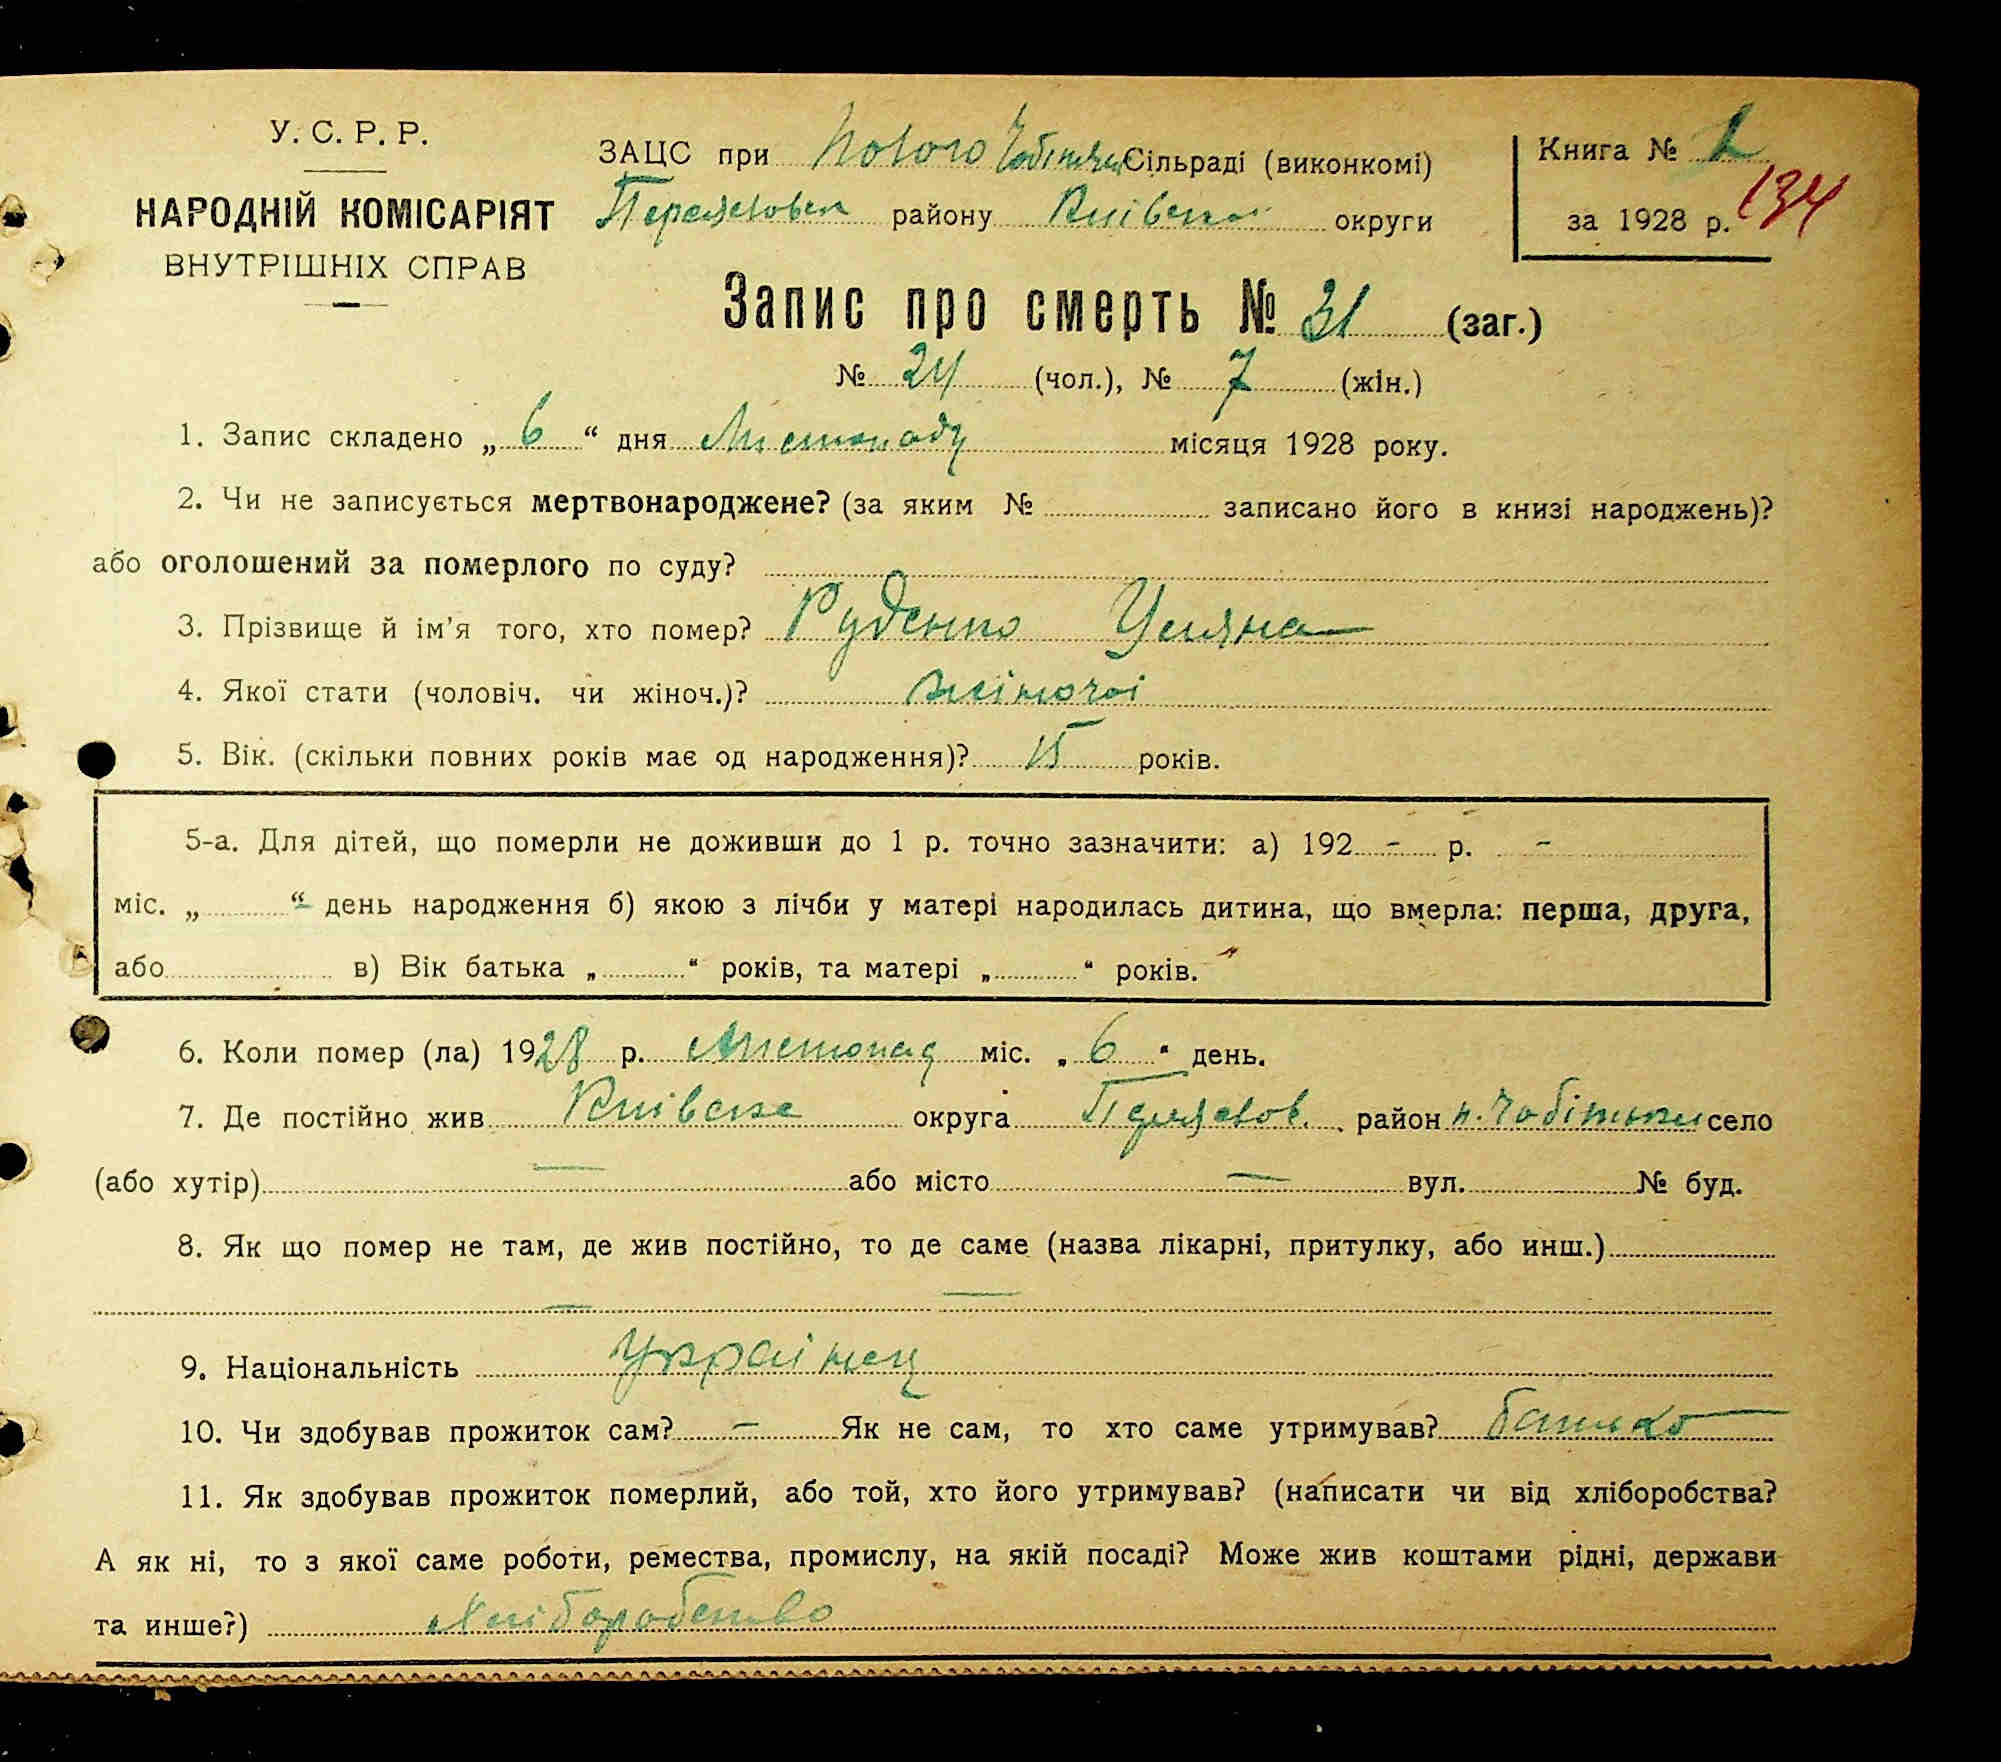 У. С. Р. Р.
НАРОДНІЙ КОМІСАРІЯТ
ВНУТРІШНІХ СПРАВ
ЗАЦС при Ново Сільраді (виконкомі)
району Київської округи
Книга № 1
за 1928 р. 134
Запис про смерть № 31 (заг.)
№ 24 (чол.), № 7 (жін.)
1. Запис складено „ 6 “ дня Листопаду місяця 1928 року.
2. Чи не записується мертвонароджене? (за яким № записано його в книзі народжень)?
або оголошений за померлого по суду?
3. Прізвище й ім’я того, хто помер? Руденко Уляна
4. Якої стати (чоловіч. чи жіноч.)? жіночої
5. Вік. (скільки повних років має од народження)? 15 років.
5-а. Для дітей, що померли не доживши до 1 р. точно зазначити: а) 192 - р. -
міс. „ “ день народження б) якою з лічби у матері народилась дитина, що вмерла: перша, друга,
або в) Вік батька „ “ років, та матері „ “ років.
6. Коли помер (ла) 1928 р. Листопад міс. „ 6 “ день.
7. Де постійно жив Київська округа Переяслов. район н. Чобітьки село
(або хутір) — або місто — вул. № буд.
8. Як що помер не там, де жив постійно, то де саме (назва лікарні, притулку, або инш.)
— —
9. Національність Українец
10. Чи здобував прожиток сам? — Як не сам, то хто саме утримував? батько
11. Як здобував прожиток померлий, або той, хто його утримував? (написати чи від хліборобства?
А як ні, то з якої саме роботи, ремества, промислу, на якій посаді? Може жив коштами рідні, держави
та инше?) Хліборобство